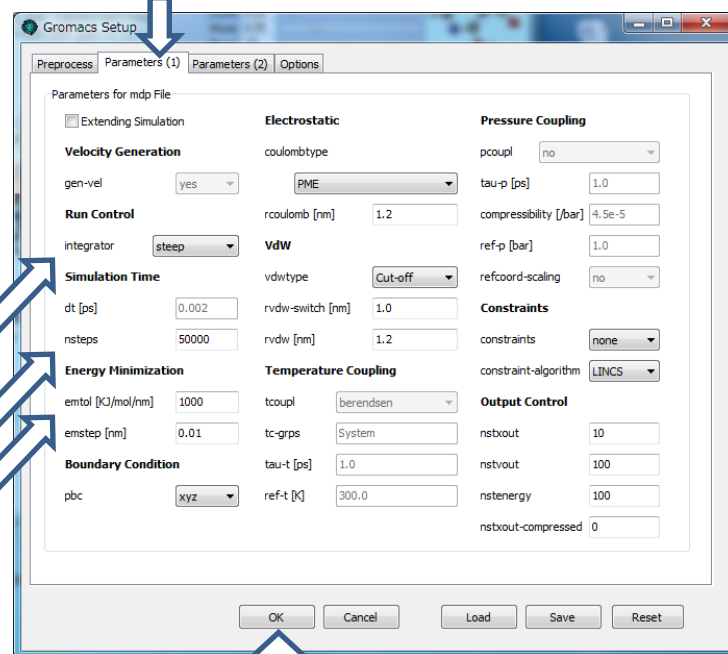 Gromacs Setup
Preprocess Parameters (1) Parameters (2) Options
Parameters for mdp File
Extending Simulation
Velocity Generation
gen-vel yes
Run Control
integrator steep
Simulation Time
dt [ps] 0.002
nsteps 50000
Energy Minimization
emtol [KJ/mol/nm] 1000
emstep [nm] 0.01
Boundary Condition
pbc xyz
Electrostatic
coulombtype
PME
rcoulomb [nm] 1.2
VdW
vdwtype Cut-off
rvdw-switch [nm] 1.0
rvdw [nm] 1.2
Temperature Coupling
tcoupl berendsen
tc-grps System
tau-t [ps] 1.0
ref-t [K] 300.0
Pressure Coupling
pcoupl no
tau-p [ps] 1.0
compressibility [/bar] 4.5e-5
ref-p [bar] 1.0
refcoord-scaling no
Constraints
constraints none
constraint-algorithm LINCS
Output Control
nstxout 10
nstvout 100
nstenergy 100
nstxout-compressed 0
OK Cancel Load Save Reset